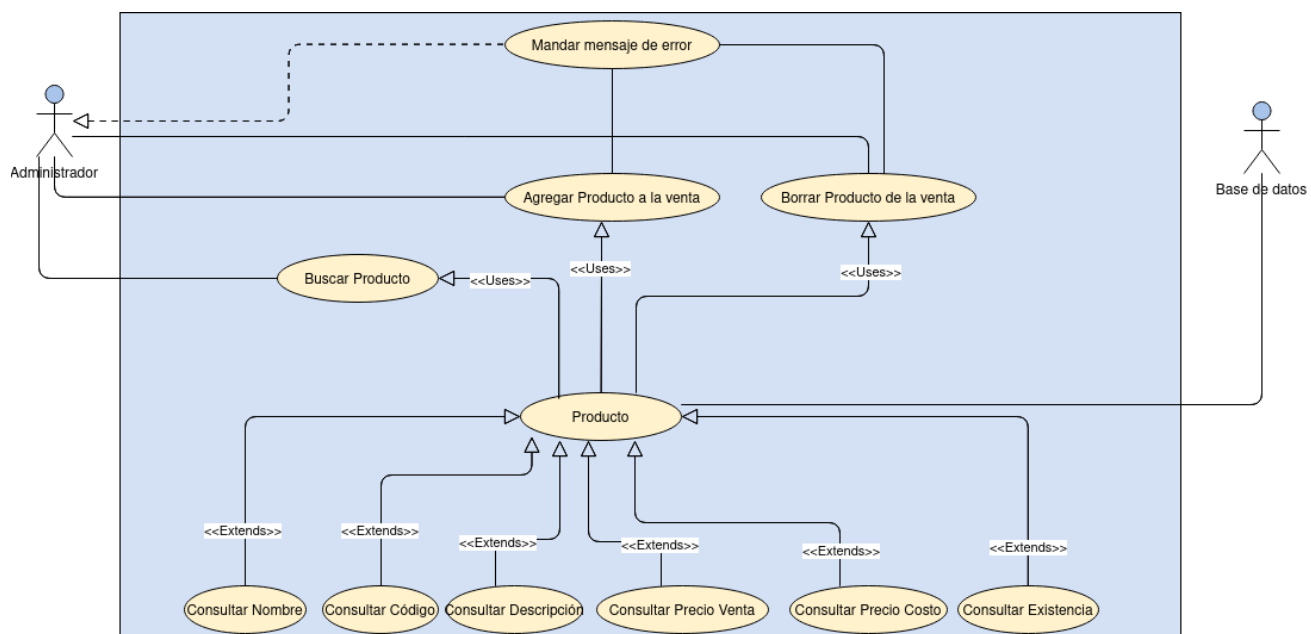 Mandar mensaje de error
Administrador
Base de datos
Agregar Producto a la venta
Borrar Producto de la venta
<<Uses>>
<<Uses>>
Buscar Producto
<<Uses>>
Producto
<<Extends>>
<<Extends>>
<<Extends>>
<<Extends>>
<<Extends>>
<<Extends>>
Consultar Nombre
Consultar Código
Consultar Descripción
Consultar Precio Venta
Consultar Precio Costo
Consultar Existencia